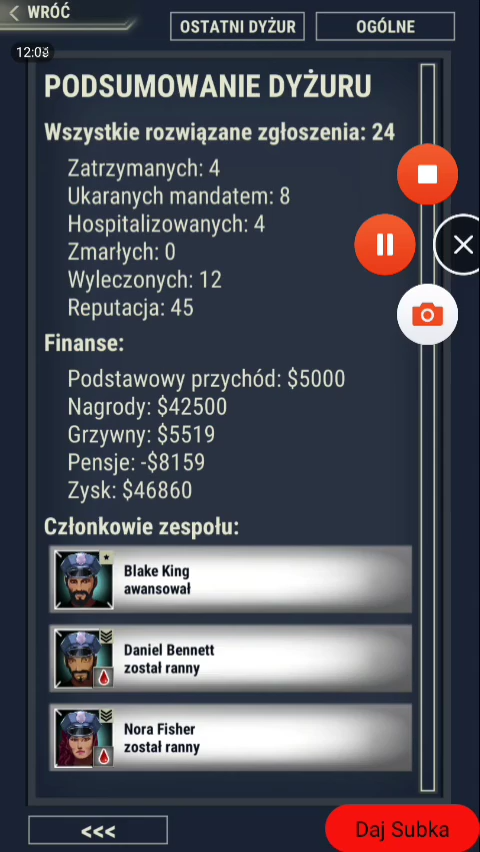 WRÓĆ
OSTATNI DYŻUR
OGÓLNE
PODSUMOWANIE DYŻURU
Wszystkie rozwiązane zgłoszenia: 24
Zatrzymanych: 4
Ukaranych mandatem: 8
Hospitalizowanych: 4
Zmarłych: 0
Wyleczonych: 12
Reputacja: 45
Finanse:
Podstawowy przychód: $5000
Nagrody: $42500
Grzywny: $5519
Pensje: -$8159
Zysk: $46860
Członkowie zespołu:
Blake King
awansował
Daniel Bennett
został ranny
Nora Fisher
został ranny
<<<
Daj Subka